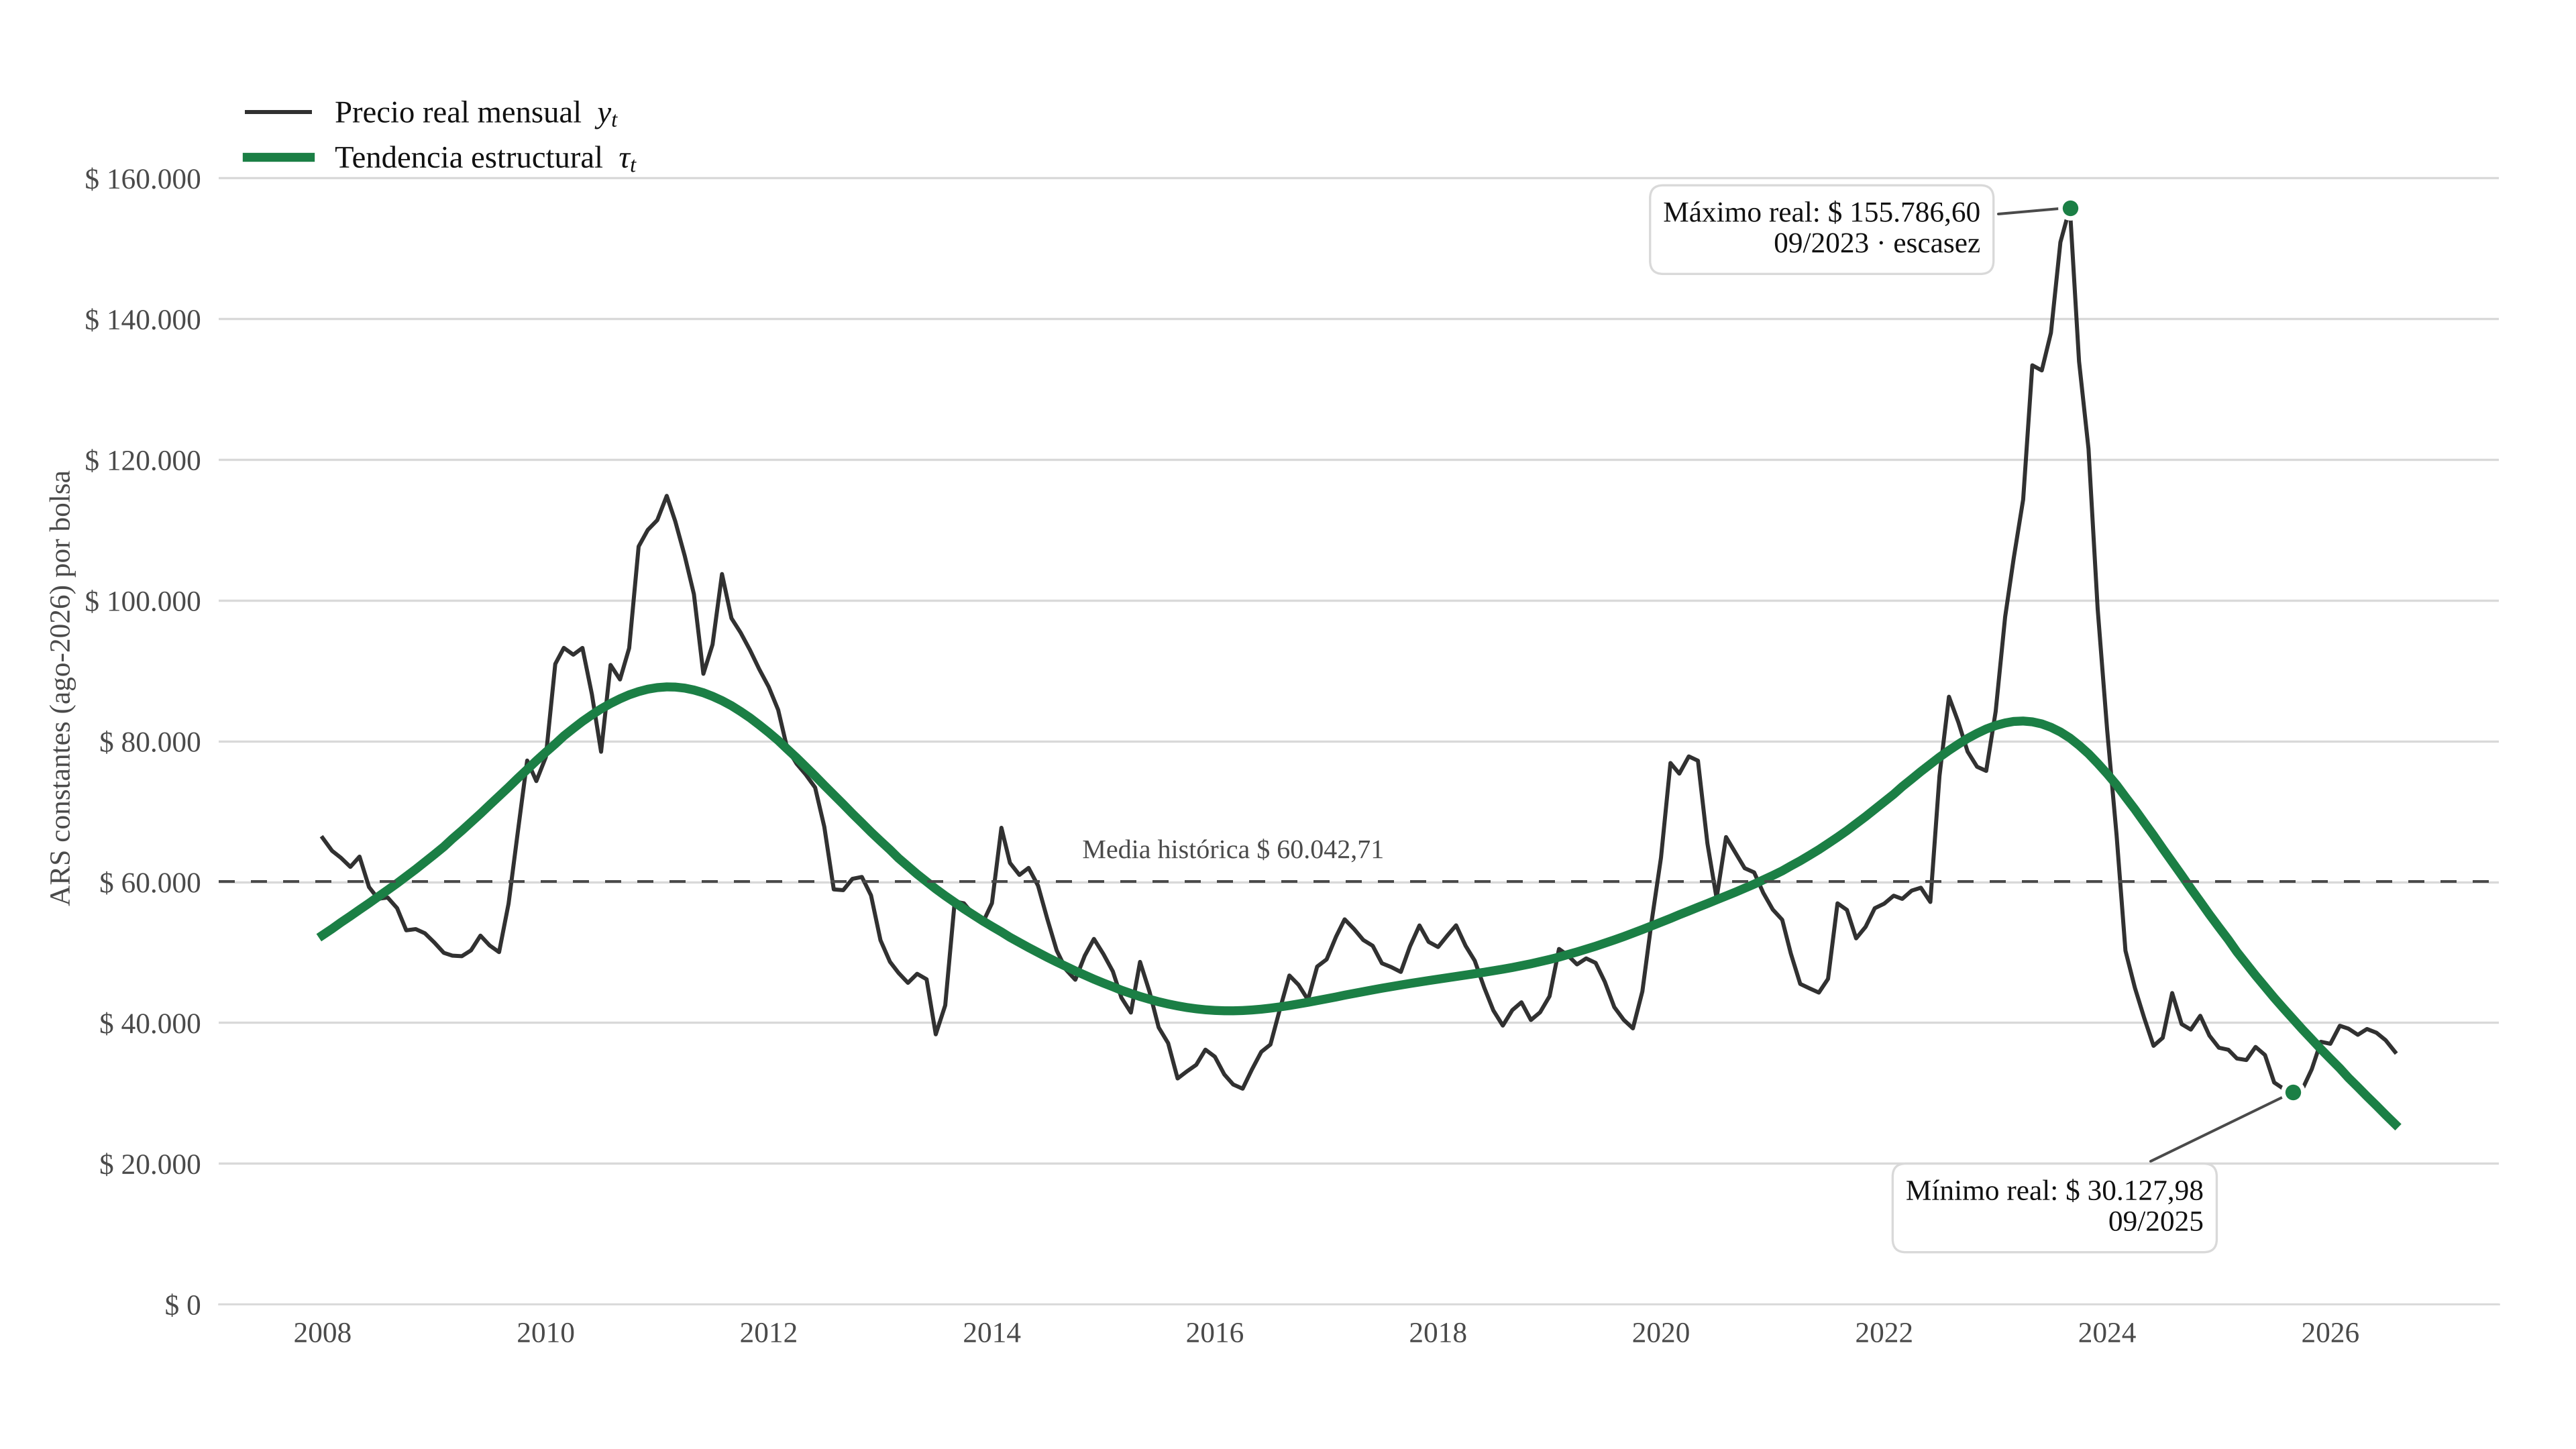 Precio real mensual yt
Tendencia estructural τt
$ 160.000
$ 140.000
$ 120.000
$ 100.000
$ 80.000
$ 60.000
$ 40.000
$ 20.000
$ 0
ARS constantes (ago-2026) por bolsa
Máximo real: $ 155.786,60
09/2023 · escasez
Media histórica $ 60.042,71
Mínimo real: $ 30.127,98
09/2025
2008 2010 2012 2014 2016 2018 2020 2022 2024 2026